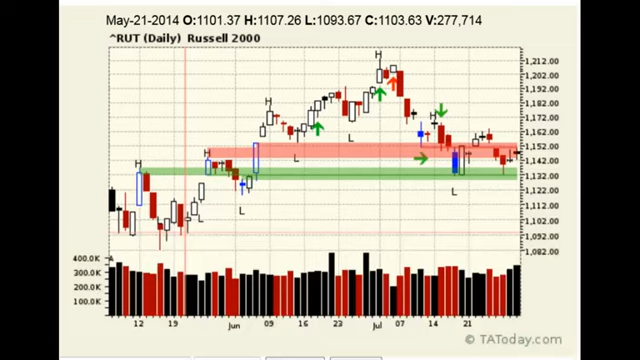 May-21-2014 O:1101.37 H:1107.26 L:1093.67 C:1103.63 V:277,714
^RUT (Daily) Russell 2000
H
1,212.00
1,202.00
H
1,192.00
1,182.00
H
1,172.00
L
1,162.00
H
H
L
1,152.00
1,142.00
1,132.00
L
1,122.00
L
L
L
1,112.00
1,102.00
1,092.00
1,082.00
400.0K
300.0K
200.0K
100.0K
12 19 Jun 09 16 23 Jul 07 14 21
© TAToday.com